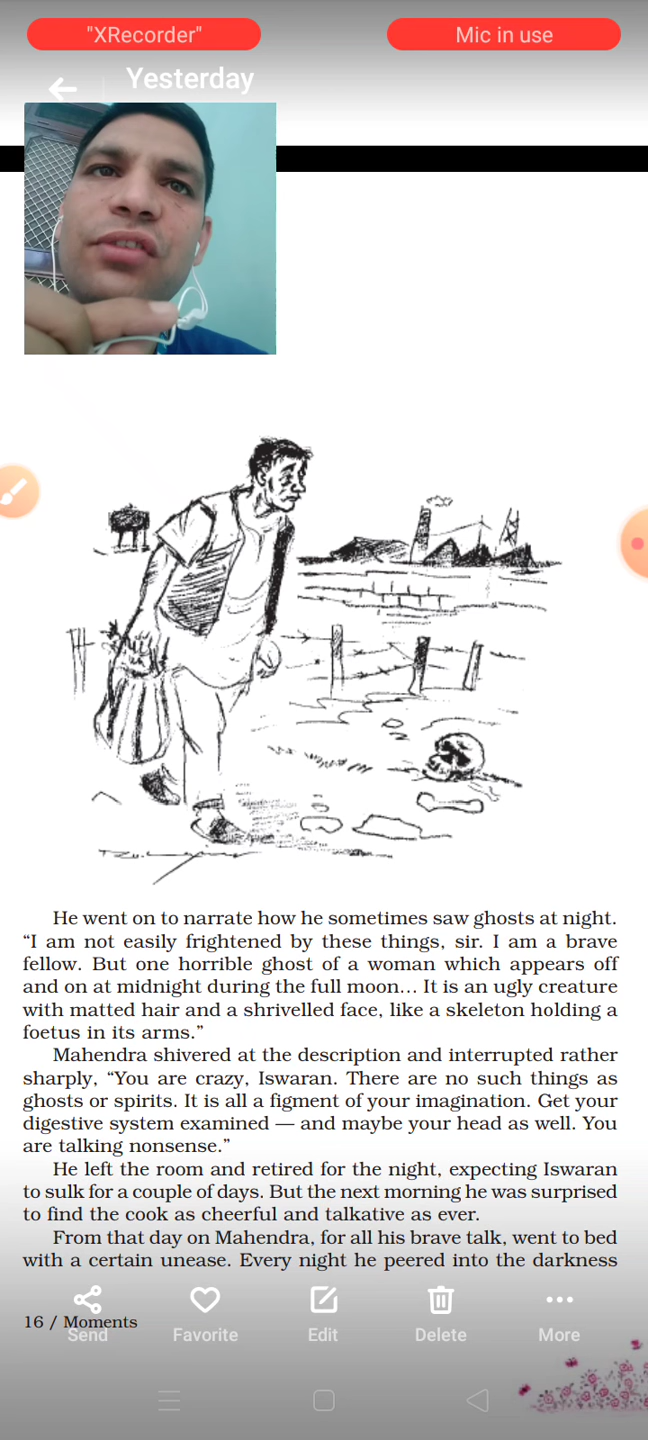 "XRecorder" Mic in use
Yesterday
He went on to narrate how he sometimes saw ghosts at night.
“I am not easily frightened by these things, sir. I am a brave
fellow. But one horrible ghost of a woman which appears off
and on at midnight during the full moon... It is an ugly creature
with matted hair and a shrivelled face, like a skeleton holding a
foetus in its arms.”
Mahendra shivered at the description and interrupted rather
sharply, “You are crazy, Iswaran. There are no such things as
ghosts or spirits. It is all a figment of your imagination. Get your
digestive system examined — and maybe your head as well. You
are talking nonsense.”
He left the room and retired for the night, expecting Iswaran
to sulk for a couple of days. But the next morning he was surprised
to find the cook as cheerful and talkative as ever.
From that day on Mahendra, for all his brave talk, went to bed
with a certain unease. Every night he peered into the darkness
16 / Moments
Send Favorite Edit Delete More